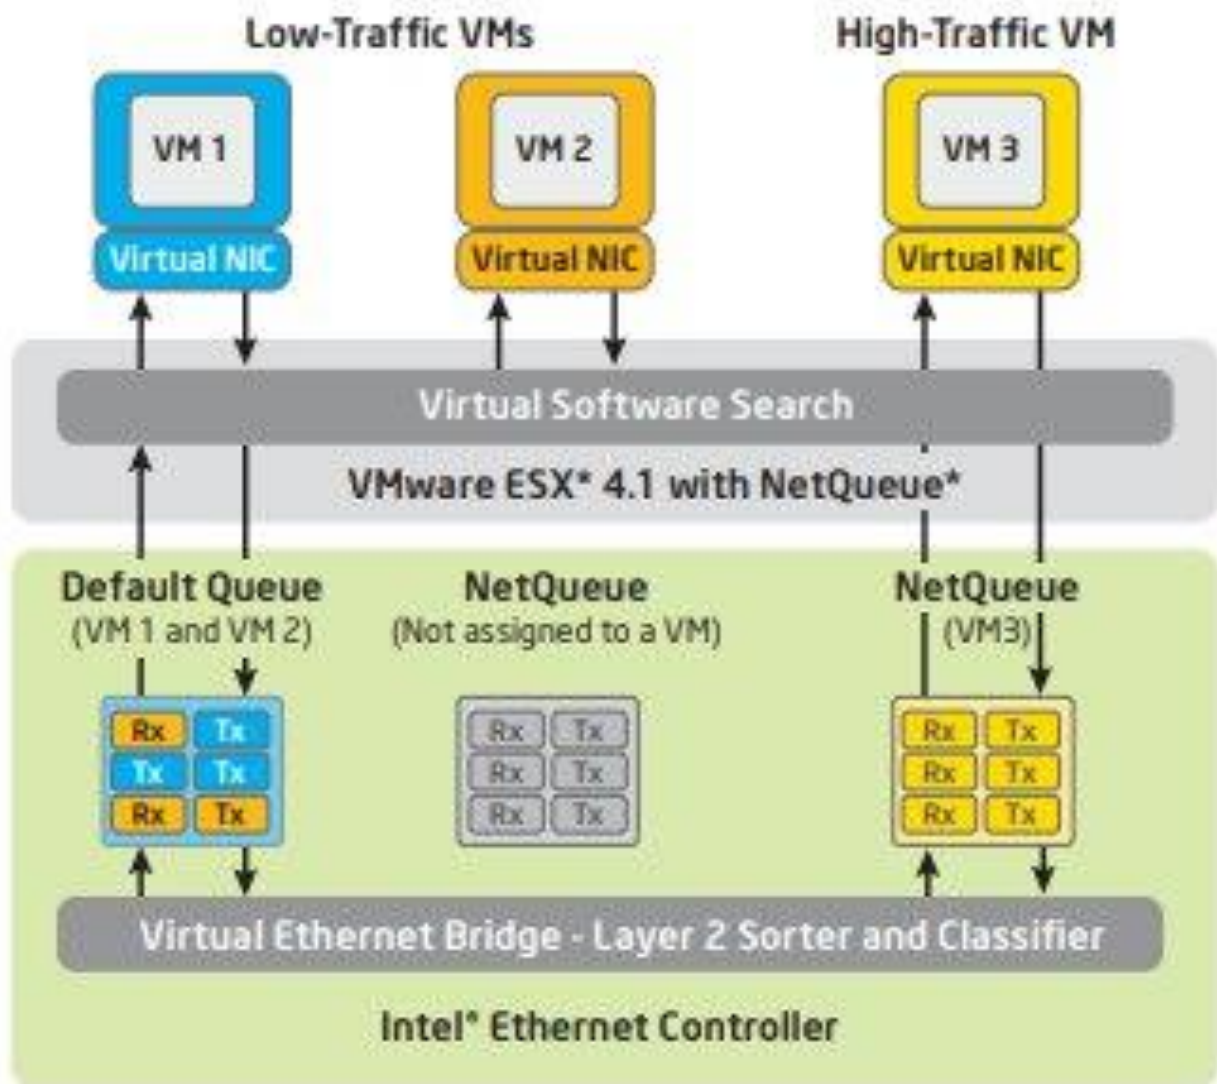 Low-Traffic VMs
High-Traffic VM
VM 1
VM 2
VM 3
Virtual NIC
Virtual NIC
Virtual NIC
Virtual Software Search
VMware ESX* 4.1 with NetQueue*
Default Queue
(VM 1 and VM 2)
NetQueue
(Not assigned to a VM)
NetQueue
(VM3)
Rx Tx
Tx Tx
Rx Tx
Rx Tx
Rx Tx
Rx Tx
Rx Tx
Rx Tx
Rx Tx
Virtual Ethernet Bridge - Layer 2 Sorter and Classifier
Intel® Ethernet Controller